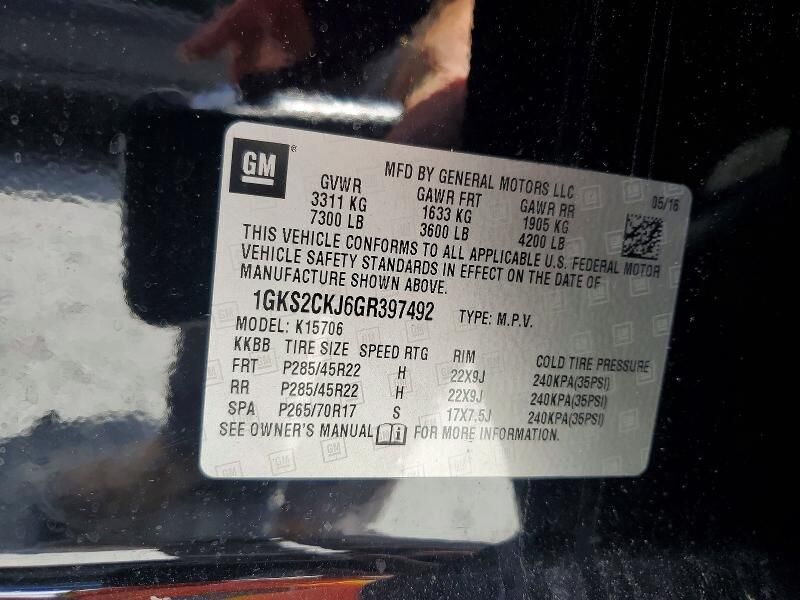 GM®
MFD BY GENERAL MOTORS LLC
05/16
GVWR GAWR FRT GAWR RR
3311 KG 1633 KG 1905 KG
7300 LB 3600 LB 4200 LB
THIS VEHICLE CONFORMS TO ALL APPLICABLE U.S. FEDERAL MOTOR
VEHICLE SAFETY STANDARDS IN EFFECT ON THE DATE OF
MANUFACTURE SHOWN ABOVE.
1GKS2CKJ6GR397492 TYPE: M.P.V.
MODEL: K15706
KKBB TIRE SIZE SPEED RTG RIM COLD TIRE PRESSURE
FRT P285/45R22 H 22X9J 240KPA(35PSI)
RR P285/45R22 H 22X9J 240KPA(35PSI)
SPA P265/70R17 S 17X7.5J 240KPA(35PSI)
SEE OWNER'S MANUAL i FOR MORE INFORMATION.